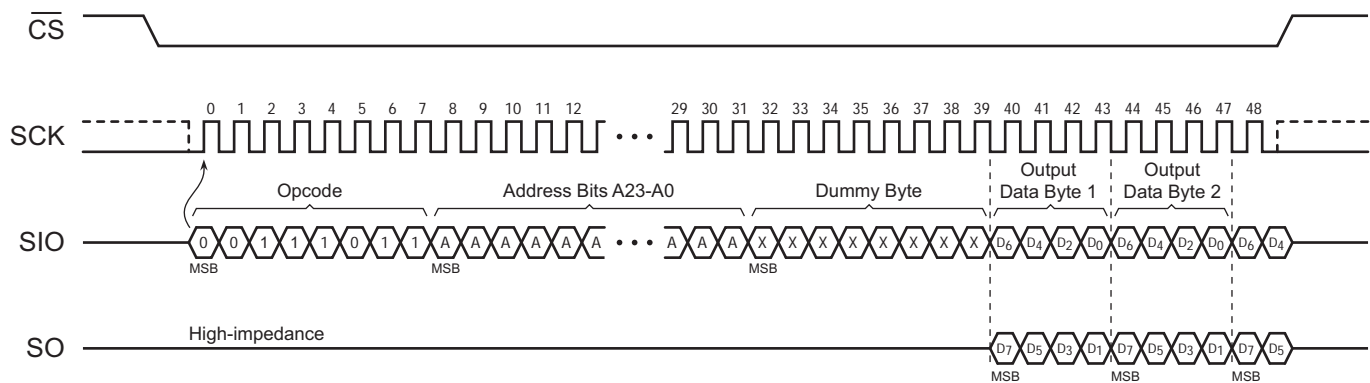 CS
SCK
0 1 2 3 4 5 6 7 8 9 10 11 12 29 30 31 32 33 34 35 36 37 38 39 40 41 42 43 44 45 46 47 48
Opcode
Address Bits A23-A0
Dummy Byte
Output
Data Byte 1
Output
Data Byte 2
SIO
0 0 1 1 1 0 1 1 A A A A A A A A A X X X X X X X X D6 D4 D2 D0 D6 D4 D2 D0 D6 D4
MSB MSB MSB
High-impedance
SO
D7 D5 D3 D1 D7 D5 D3 D1 D7 D5
MSB MSB MSB